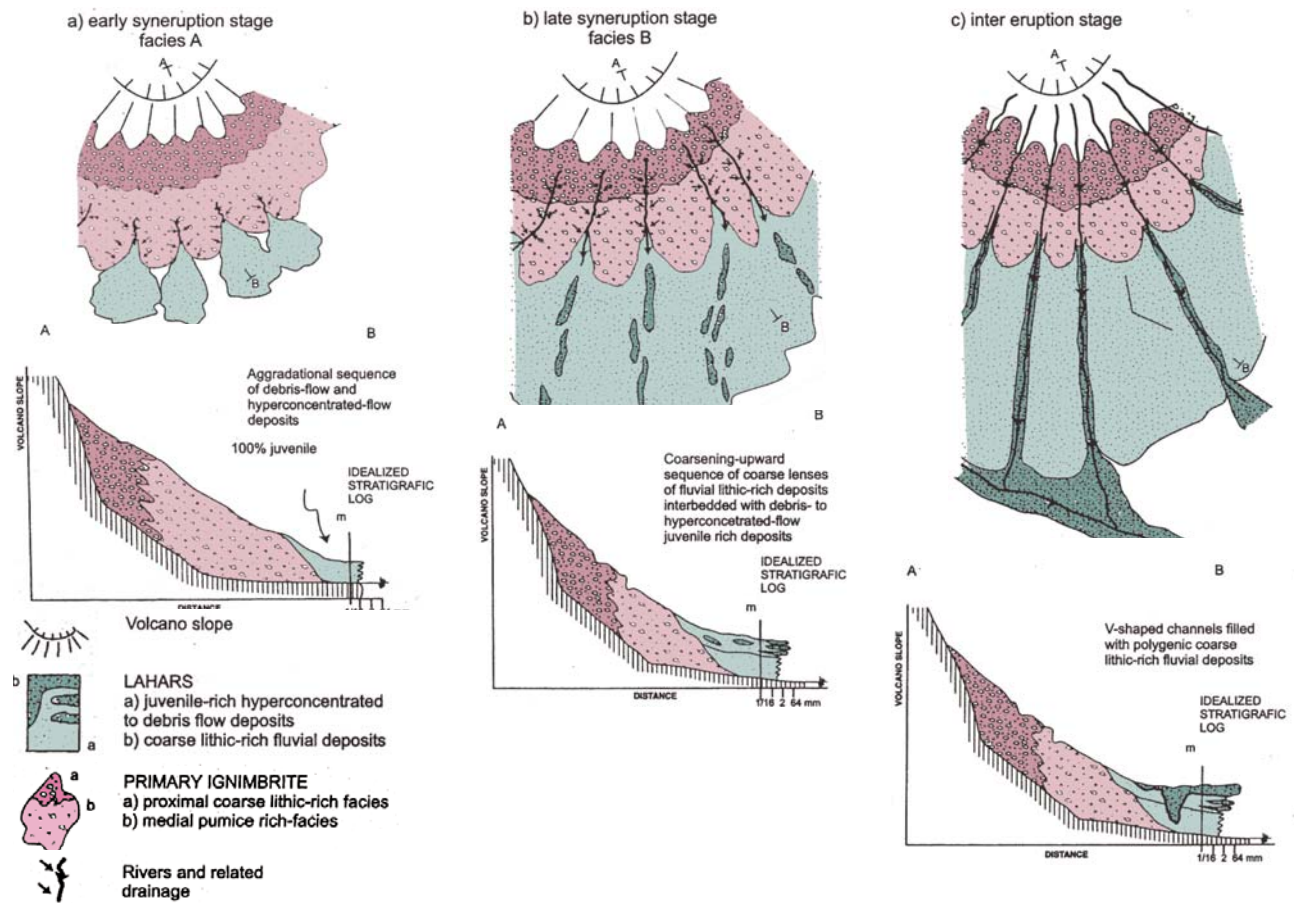 a) early syneruption stage
facies A
A
B
A
B
VOLCANO SLOPE
Aggradational sequence
of debris-flow and
hyperconcentrated-flow
deposits
100% juvenile
IDEALIZED
STRATIGRAFIC
LOG
m
DISTANCE
Volcano slope
b
a
LAHARS
a) juvenile-rich hyperconcentrated
to debris flow deposits
b) coarse lithic-rich fluvial deposits
a
b
PRIMARY IGNIMBRITE
a) proximal coarse lithic-rich facies
b) medial pumice rich-facies
Rivers and related
drainage
b) late syneruption stage
facies B
A
B
A
B
VOLCANO SLOPE
Coarsening-upward
sequence of coarse lenses
of fluvial lithic-rich deposits
interbedded with debris- to
hyperconcetrated-flow
juvenile rich deposits
IDEALIZED
STRATIGRAFIC
LOG
m
DISTANCE
1/16 2 64 mm
c) inter eruption stage
A
B
A
B
VOLCANO SLOPE
V-shaped channels filled
with polygenic coarse
lithic-rich fluvial deposits
IDEALIZED
STRATIGRAFIC
LOG
m
DISTANCE
1/16 2 64 mm